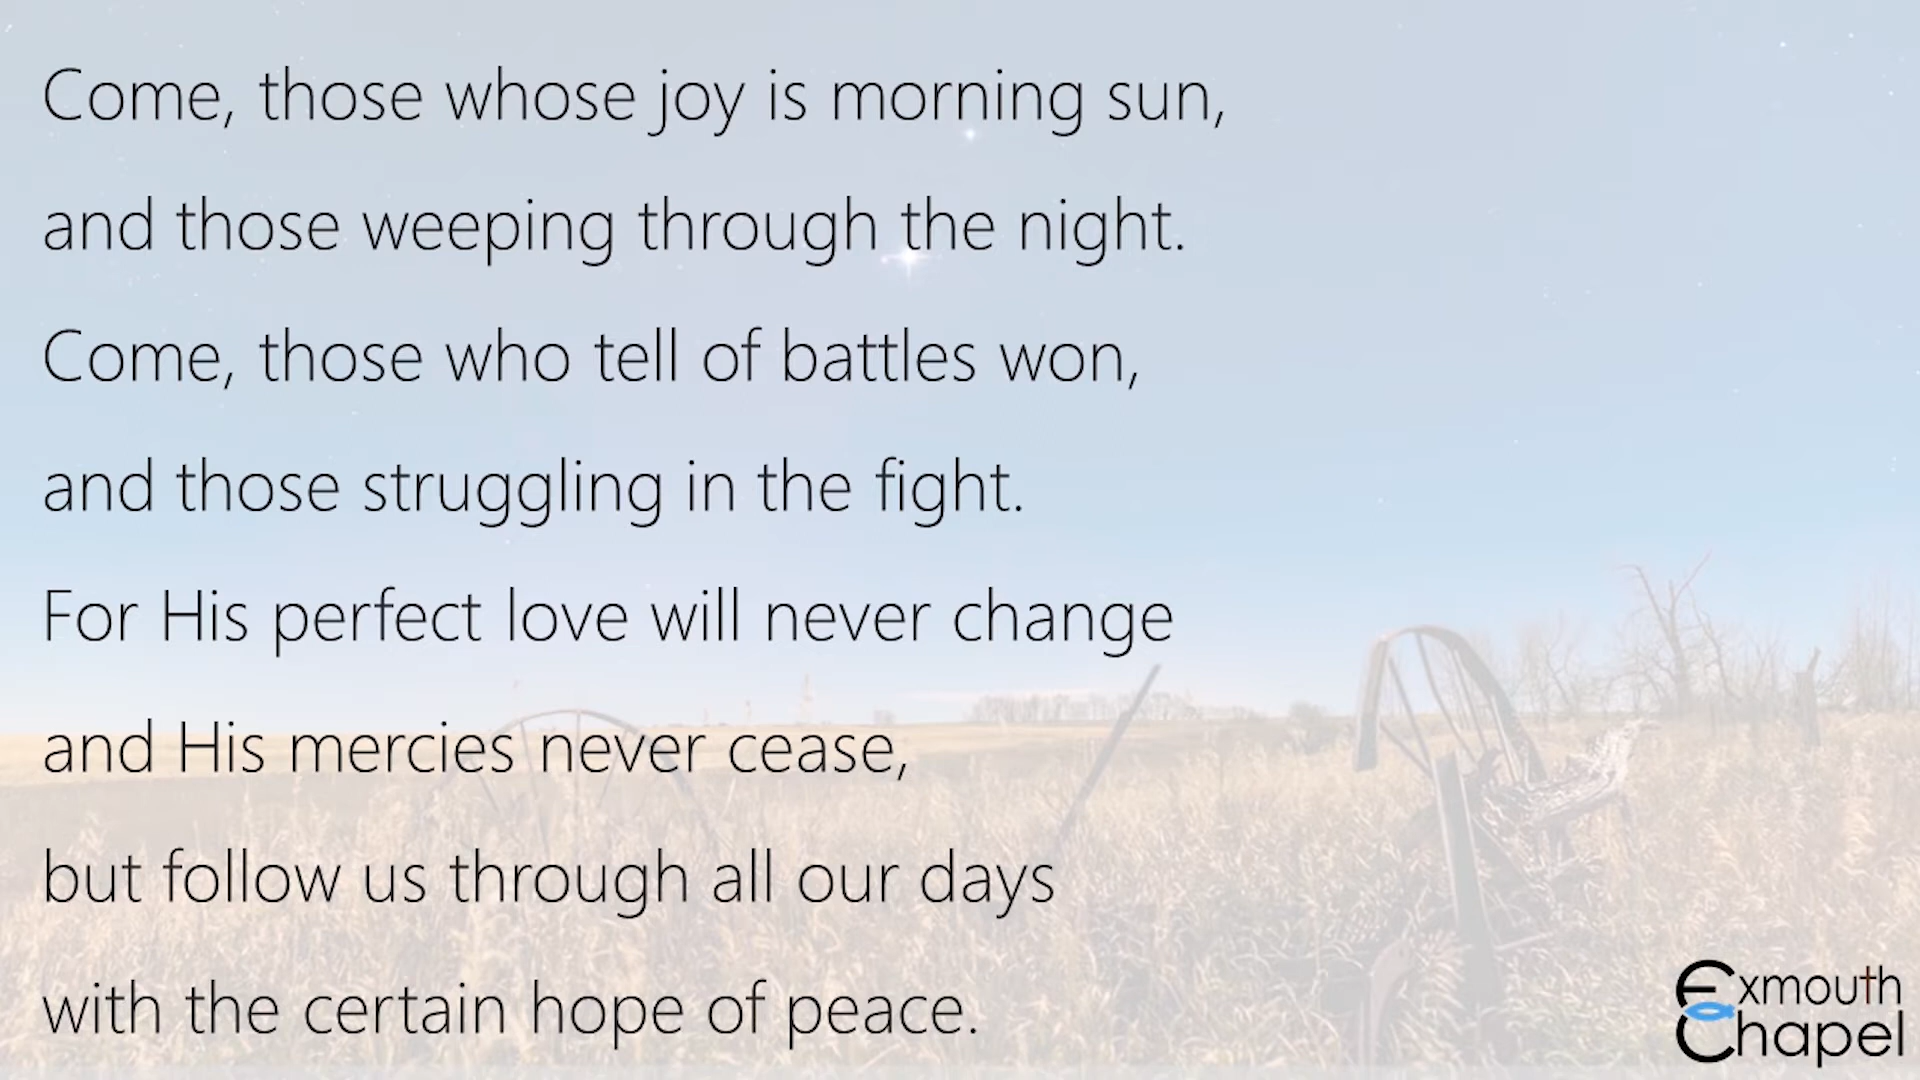 Come, those whose joy is morning sun,
and those weeping through the night.
Come, those who tell of battles won,
and those struggling in the fight.
For His perfect love will never change
and His mercies never cease,
but follow us through all our days
with the certain hope of peace.
Exmouth
Chapel